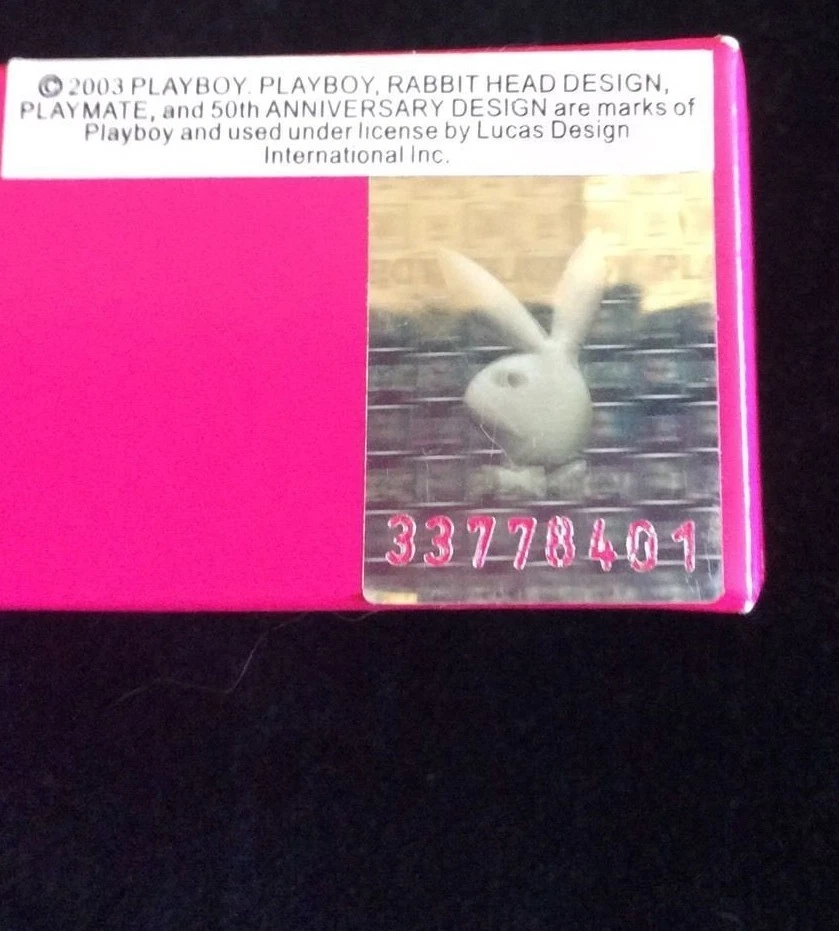 © 2003 PLAYBOY. PLAYBOY, RABBIT HEAD DESIGN,
PLAYMATE, and 50th ANNIVERSARY DESIGN are marks of
Playboy and used under license by Lucas Design
International Inc.
33778401